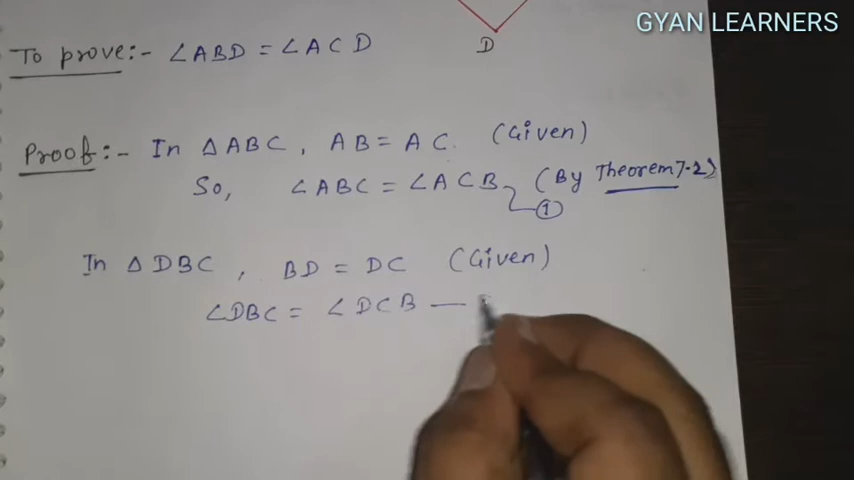 GYAN LEARNERS
D
To prove:- ∠ABD = ∠ACD
Proof:- In ΔABC, AB = AC. (Given)
So, ∠ABC = ∠ACB (By Theorem 7.2)
①
In ΔDBC, BD = DC (Given)
∠DBC = ∠DCB —